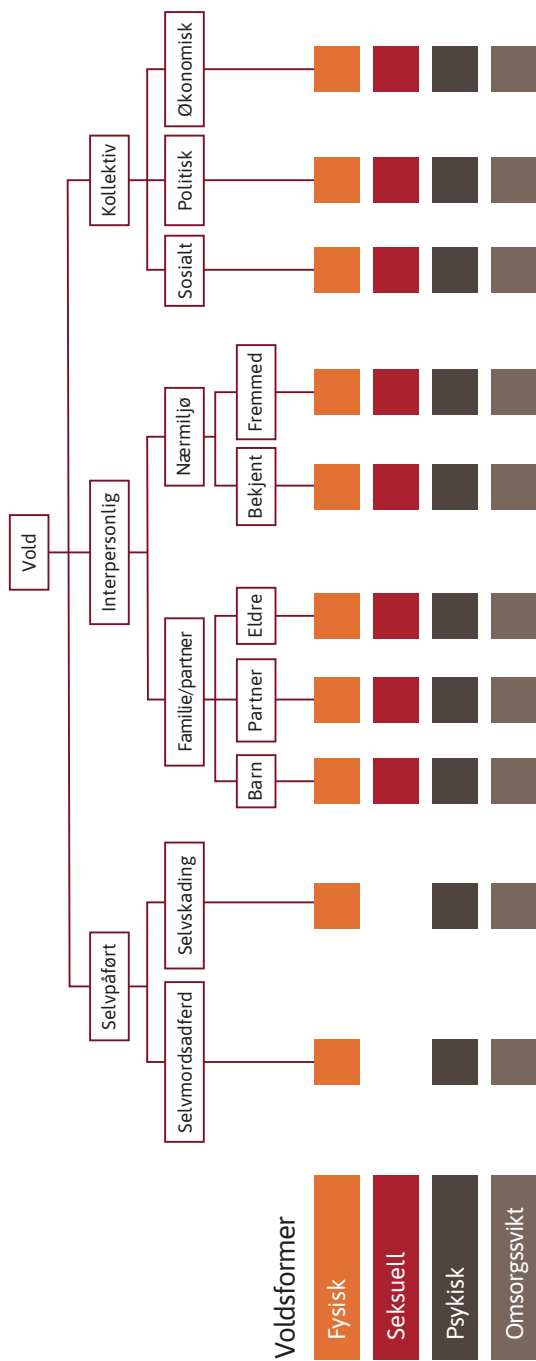 Vold
Selvpåført
Interpersonlig
Kollektiv
Selvmordsadferd
Selvskading
Familie/partner
Nærmiljø
Sosialt
Politisk
Økonomisk
Barn
Partner
Eldre
Bekjent
Fremmed
Voldsformer
Fysisk
Seksuell
Psykisk
Omsorgssvikt